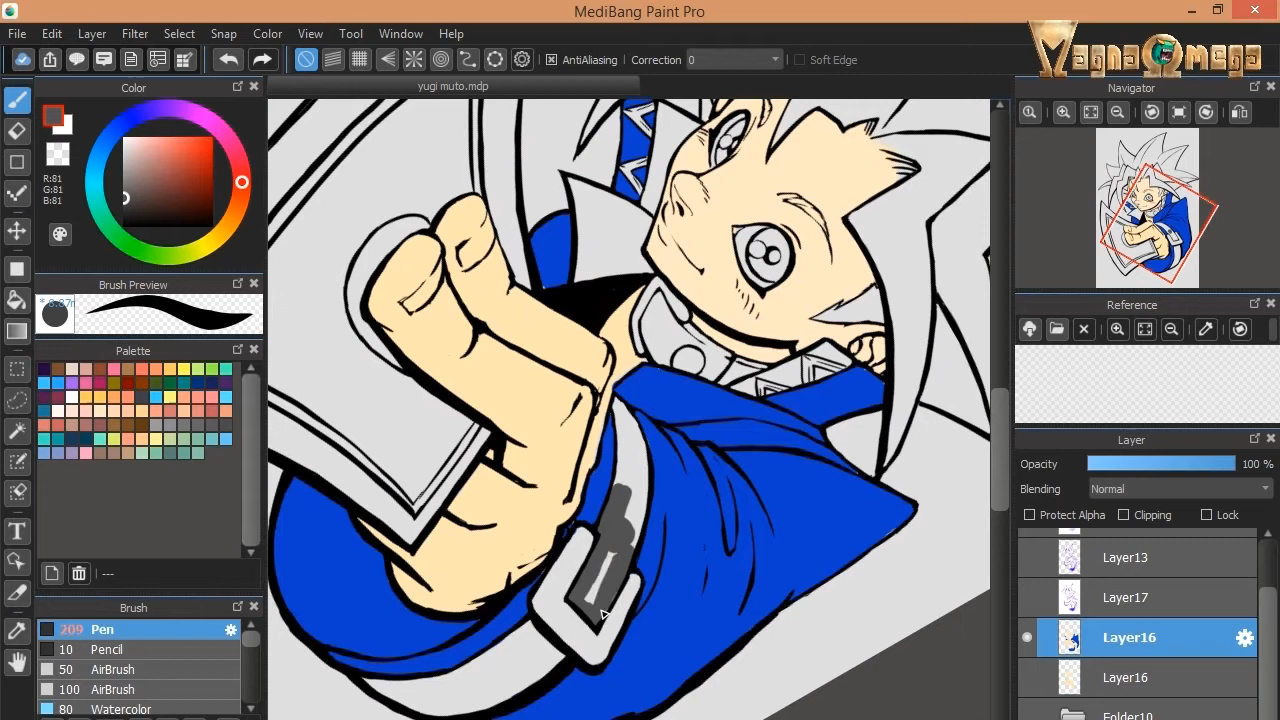 MediBang Paint Pro
File Edit Layer Filter Select Snap Color View Tool Window Help
MagnaOmega
AntiAliasing Correction 0 Soft Edge
Color
yugi muto.mdp
Navigator
R:81
G:81
B:81
Brush Preview
Reference
Palette
Layer
Opacity 100 %
Blending Normal
Protect Alpha Clipping Lock
Layer13
---
Layer17
Brush
209 Pen
Layer16
10 Pencil
50 AirBrush
Layer16
100 AirBrush
80 Watercolor
Folder10